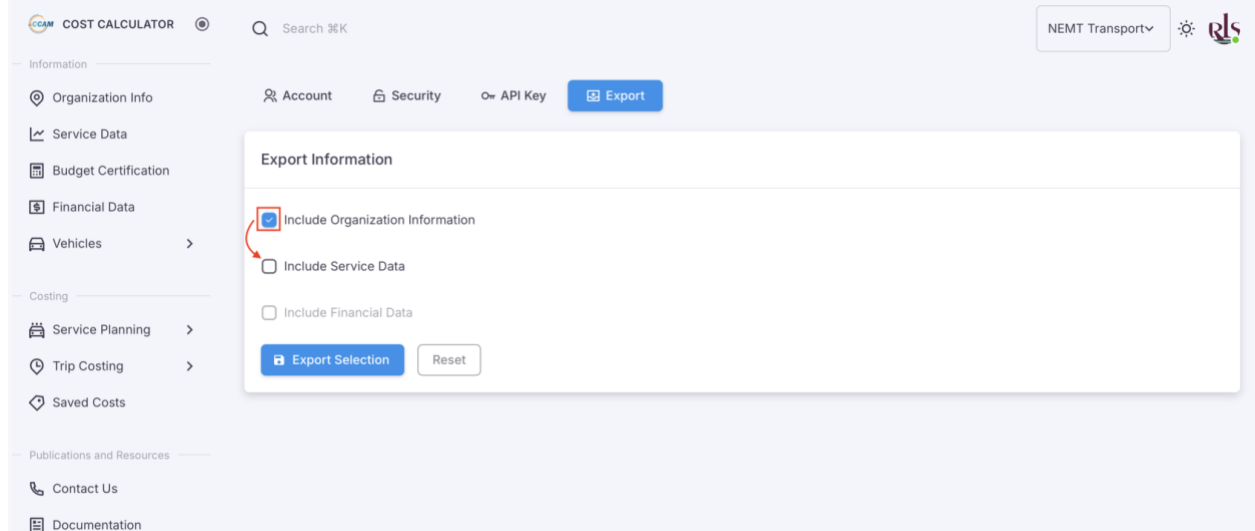 CCAM COST CALCULATOR
Search ⌘K
NEMT Transport
RLS
Information
Organization Info
Service Data
Budget Certification
Financial Data
Vehicles
Costing
Service Planning
Trip Costing
Saved Costs
Publications and Resources
Contact Us
Documentation
Account Security API Key Export
Export Information
Include Organization Information
Include Service Data
Include Financial Data
Export Selection Reset